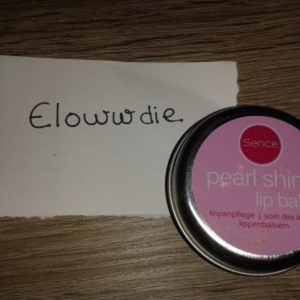 Elowwdie
Sence
pearl shin
lip bal
lippenpflege | soin des l
lippenbalsem